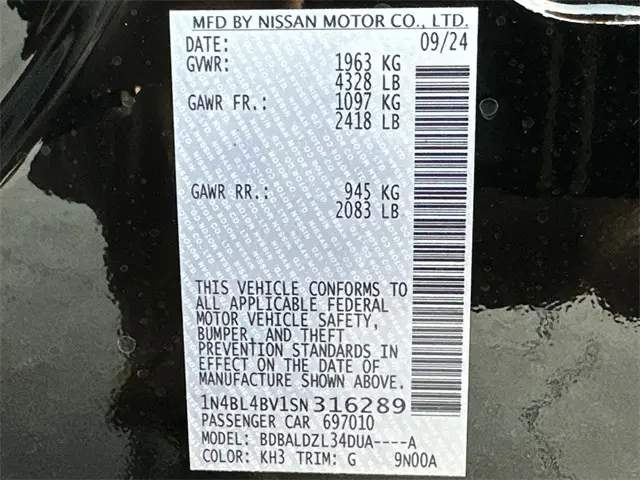 MFD BY NISSAN MOTOR CO., LTD.
DATE: 09/24
GVWR: 1963 KG
4328 LB
GAWR FR.: 1097 KG
2418 LB
GAWR RR.: 945 KG
2083 LB
THIS VEHICLE CONFORMS TO
ALL APPLICABLE FEDERAL
MOTOR VEHICLE SAFETY,
BUMPER, AND THEFT
PREVENTION STANDARDS IN
EFFECT ON THE DATE OF
MANUFACTURE SHOWN ABOVE.
1N4BL4BV1SN316289
PASSENGER CAR 697010
MODEL: BDBALDZL34DUA----A
COLOR: KH3 TRIM: G 9N00A